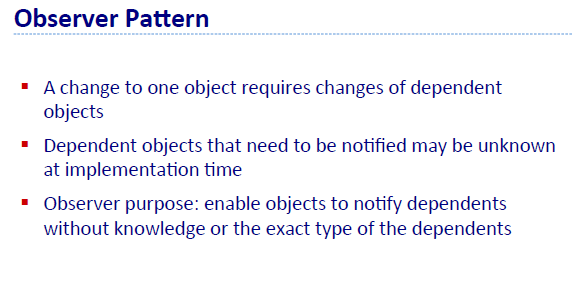 Observer Pattern
A change to one object requires changes of dependent
objects
Dependent objects that need to be notified may be unknown
at implementation time
Observer purpose: enable objects to notify dependents
without knowledge or the exact type of the dependents